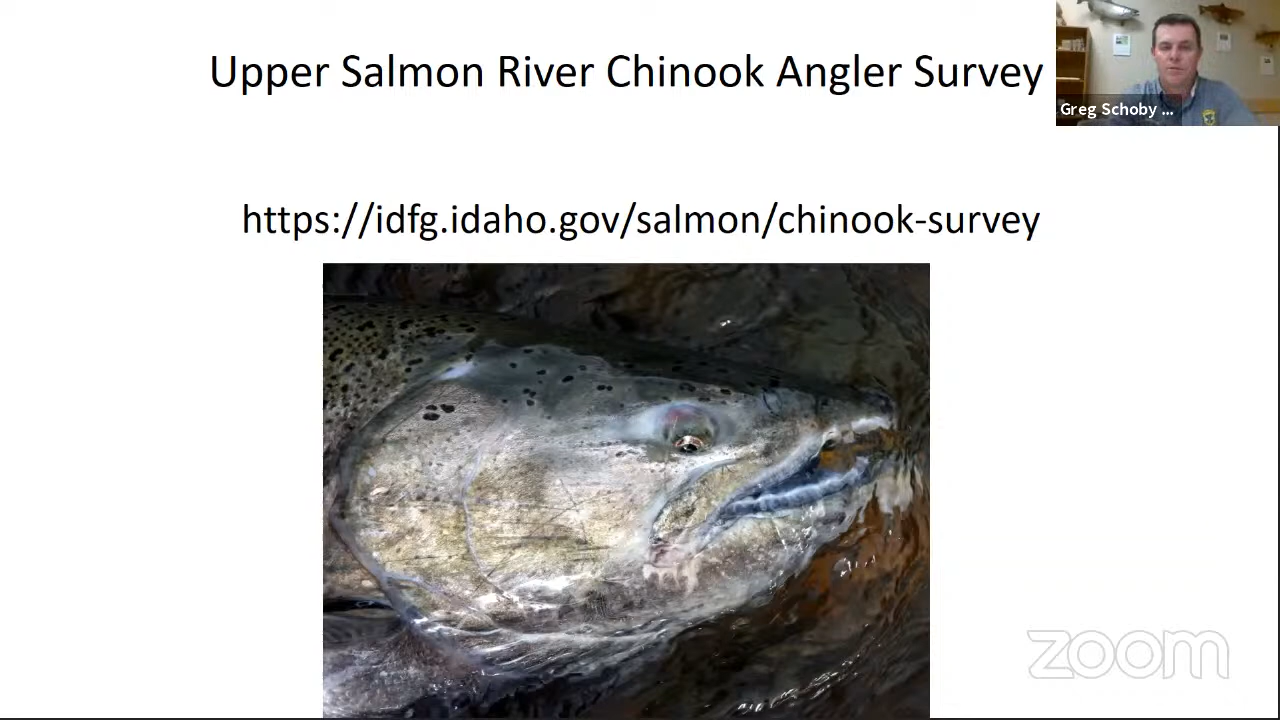 Upper Salmon River Chinook Angler Survey
Greg Schoby ...
https://idfg.idaho.gov/salmon/chinook-survey
zoom